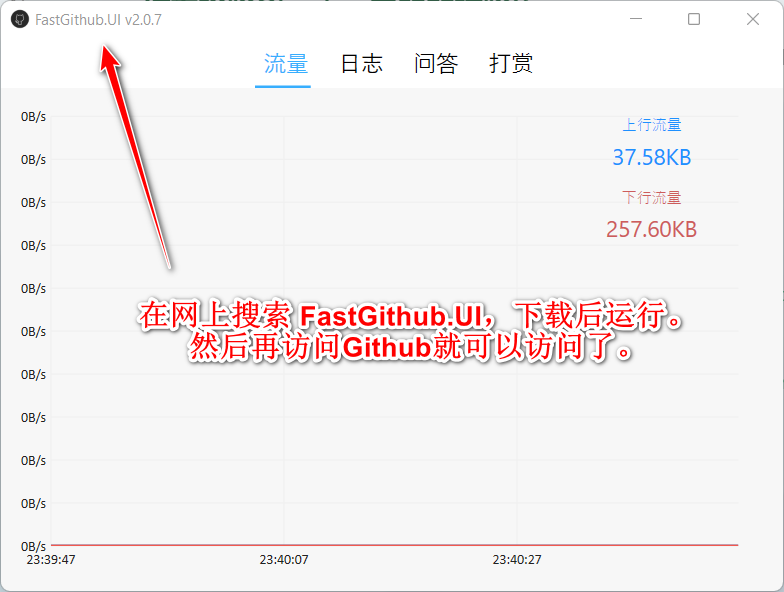 FastGithub.UI v2.0.7
流量 日志 问答 打赏
0B/s
0B/s
0B/s
0B/s
0B/s
0B/s
0B/s
0B/s
0B/s
0B/s
0B/s
上行流量
37.58KB
下行流量
257.60KB
在网上搜索 FastGithub.UI，下载后运行。
然后再访问Github就可以访问了。
23:39:47 23:40:07 23:40:27